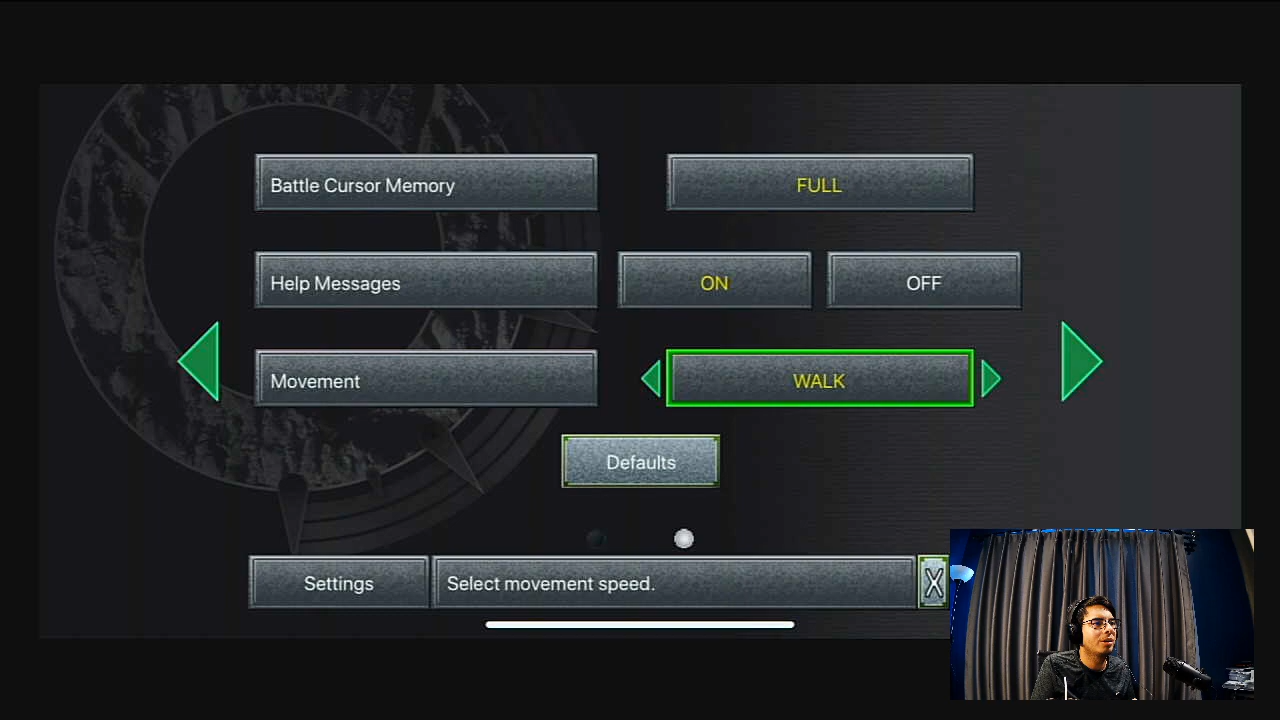 Battle Cursor Memory
FULL
Help Messages
ON
OFF
Movement
WALK
Defaults
Settings
Select movement speed.
X